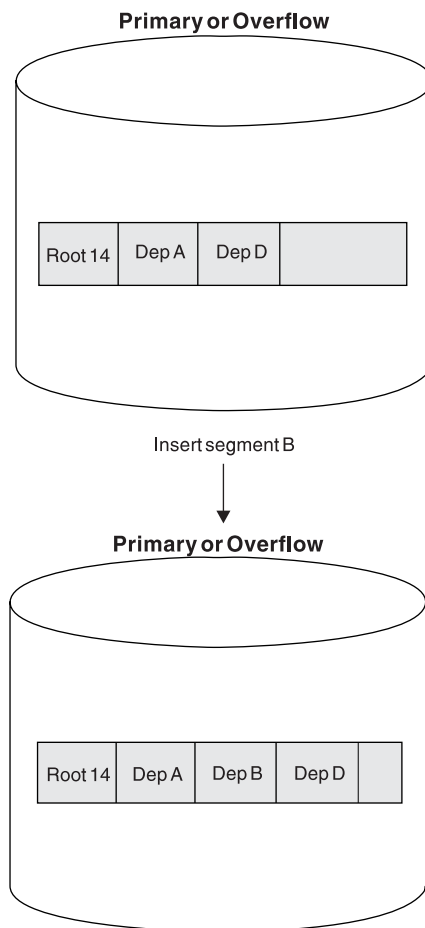 Primary or Overflow
Root 14 Dep A Dep D
Insert segment B
Primary or Overflow
Root 14 Dep A Dep B Dep D